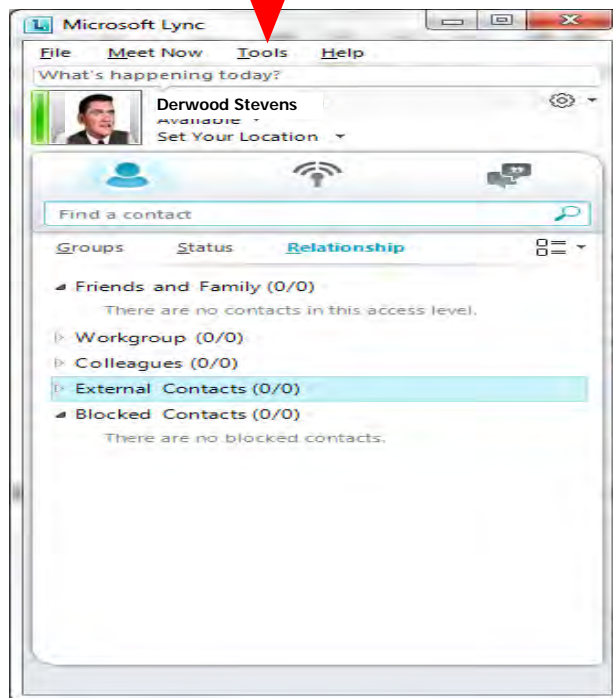 Microsoft Lync
File Meet Now Tools Help
What's happening today?
Derwood Stevens
Available
Set Your Location
Find a contact
Groups Status Relationship
Friends and Family (0/0)
There are no contacts in this access level.
Workgroup (0/0)
Colleagues (0/0)
External Contacts (0/0)
Blocked Contacts (0/0)
There are no blocked contacts.